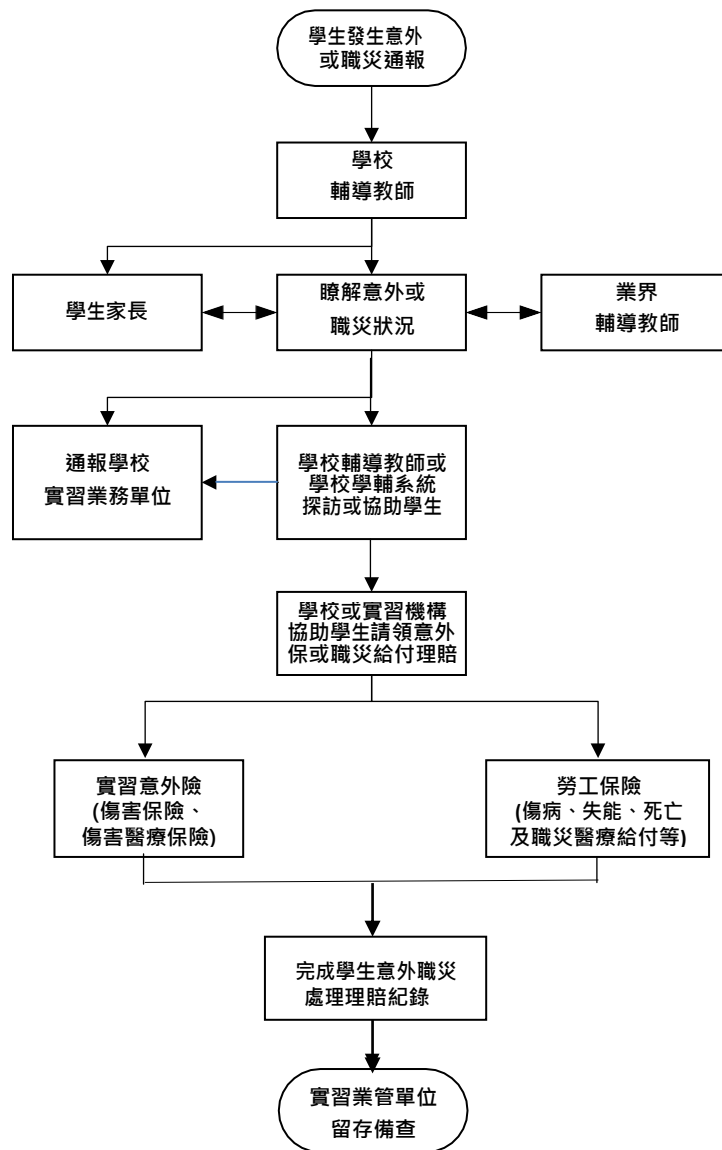 學生發生意外
或職災通報
學校
輔導教師
學生家長
瞭解意外或
職災狀況
業界
輔導教師
通報學校
實習業務單位
學校輔導教師或
學校學輔系統
探訪或協助學生
學校或實習機構
協助學生請領意外
保或職災給付理賠
實習意外險
(傷害保險、
傷害醫療保險)
勞工保險
(傷病、失能、死亡
及職災醫療給付等)
完成學生意外職災
處理理賠紀錄
實習業管單位
留存備查